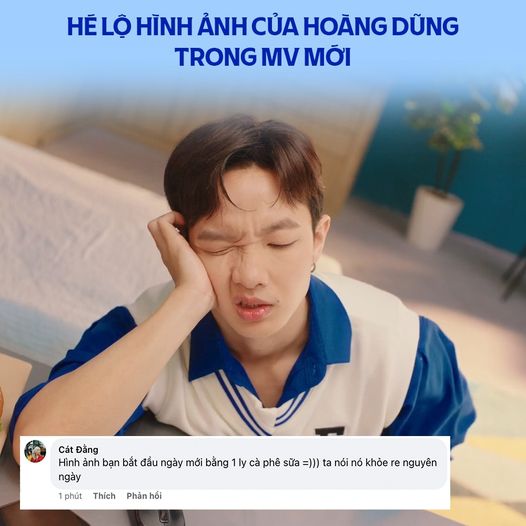 HÉ LỘ HÌNH ẢNH CỦA HOÀNG DŨNG
TRONG MV MỚI
Cát Đằng
Hình ảnh bạn bắt đầu ngày mới bằng 1 ly cà phê sữa =))) ta nói nó khỏe re nguyên
ngày
1 phút Thích Phản hồi